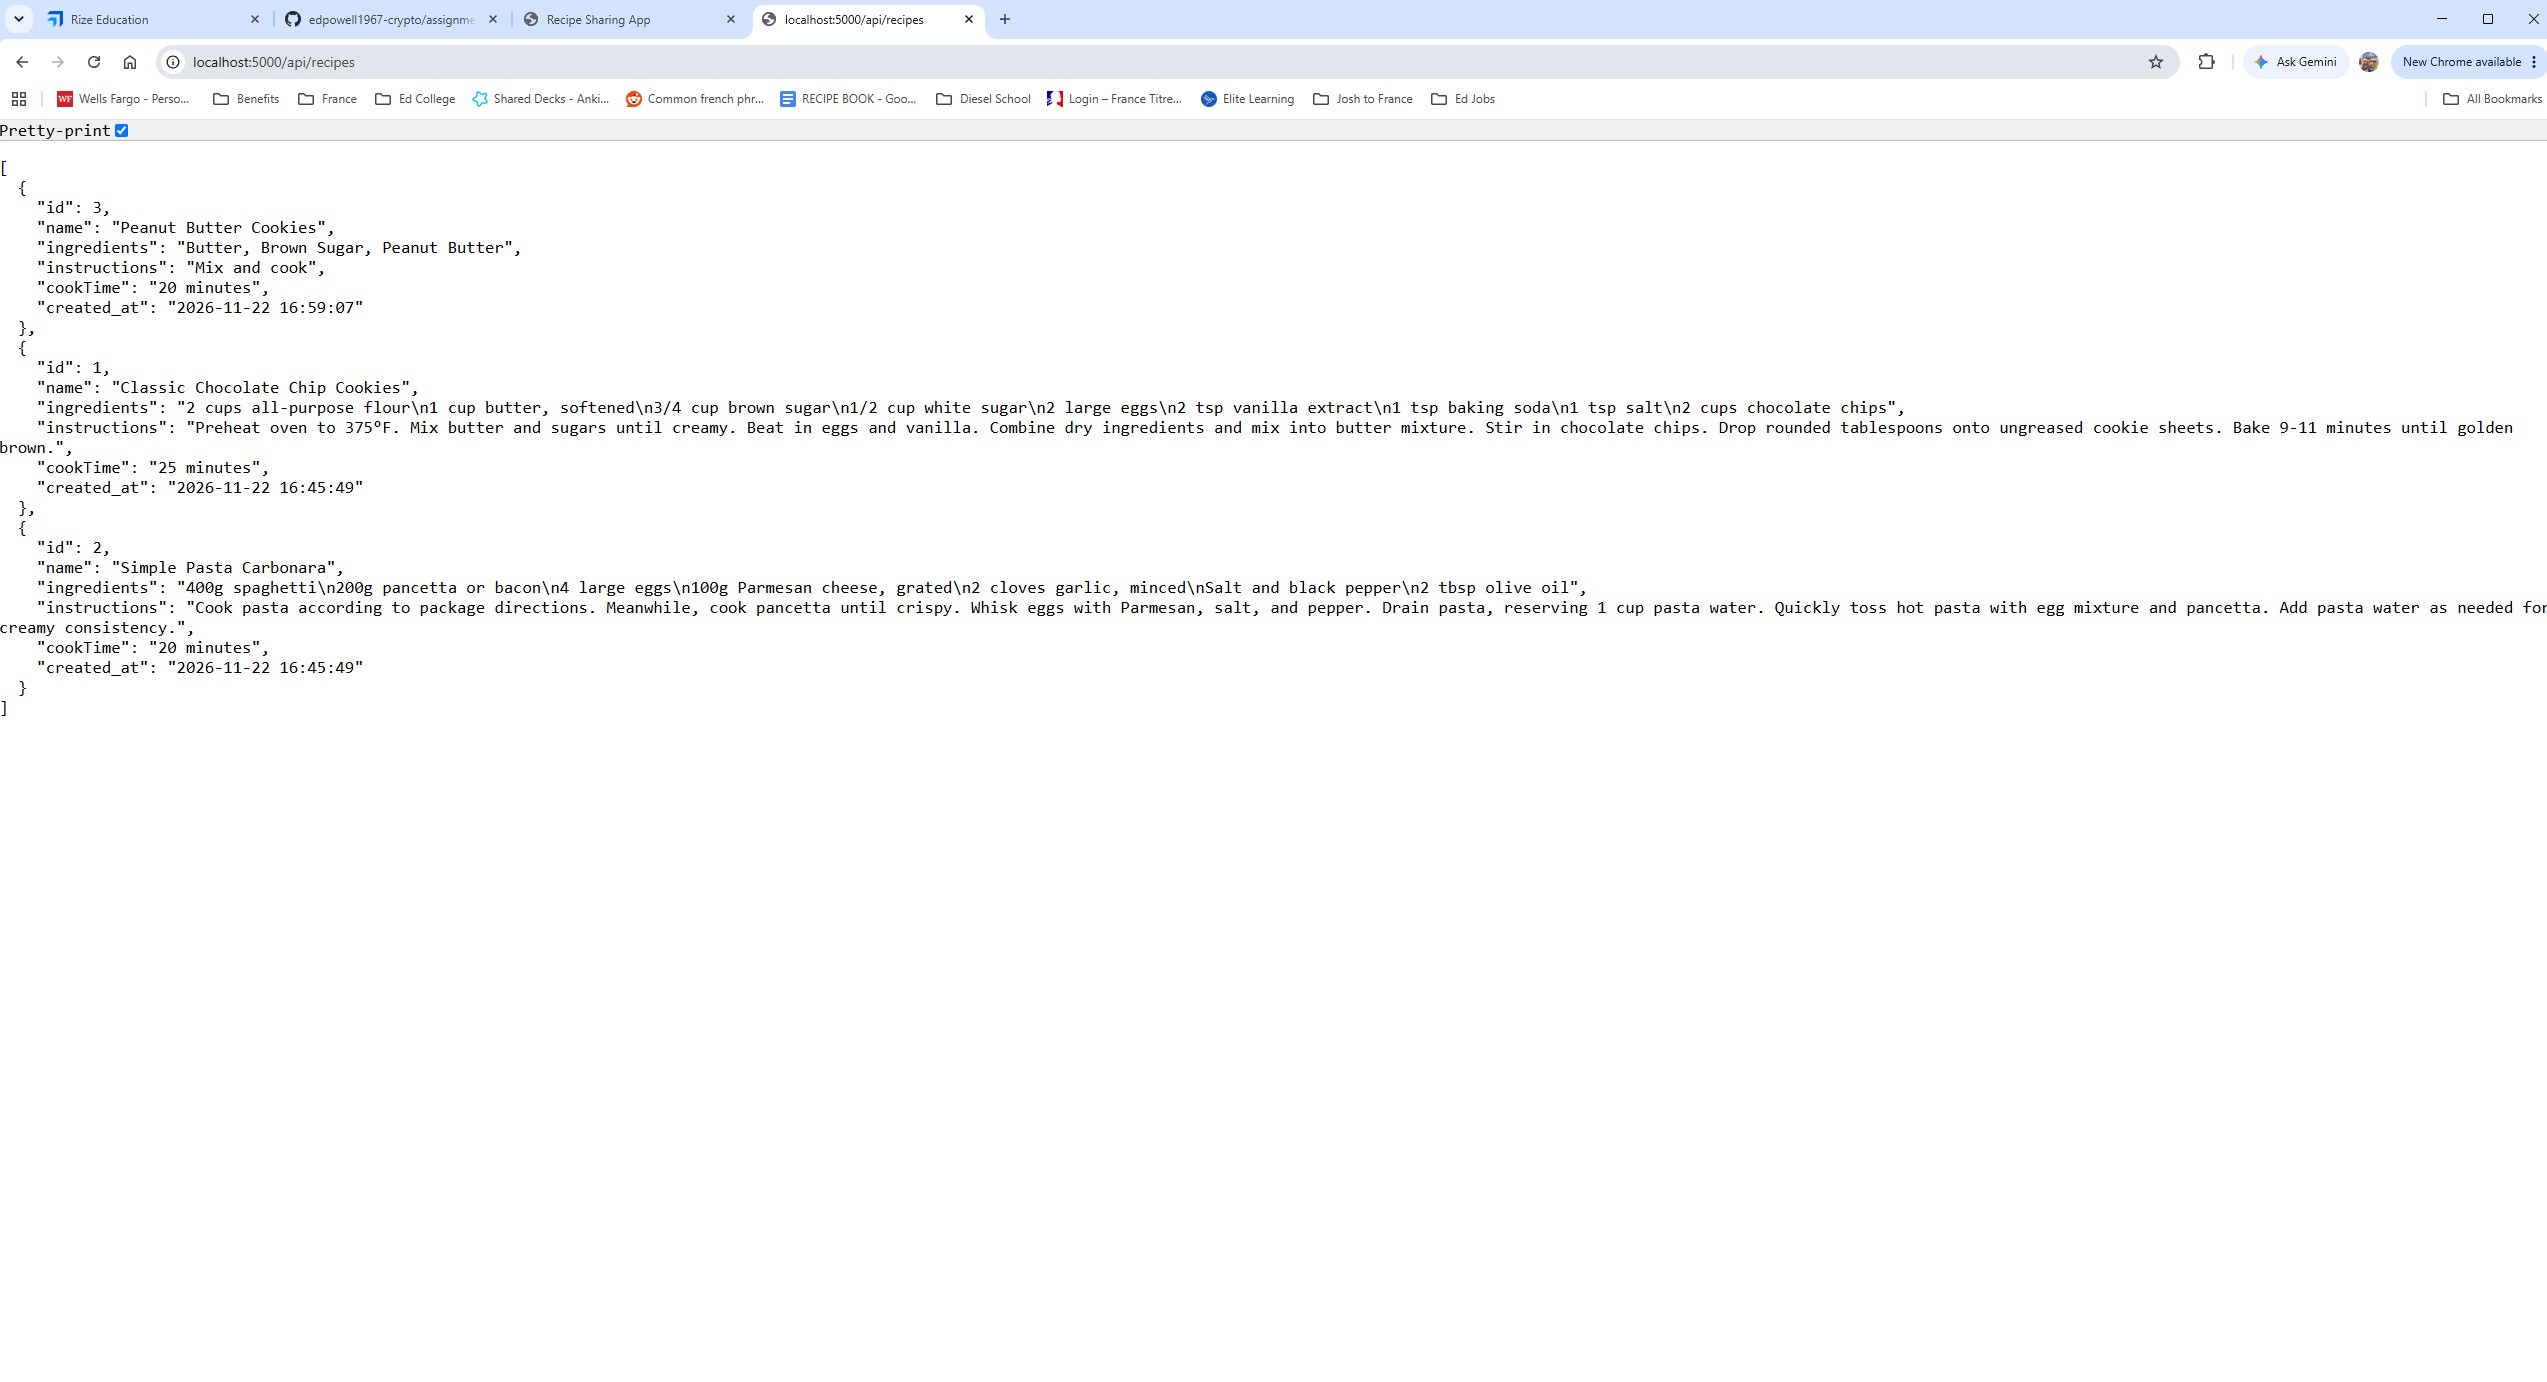 Rize Education
edpowell1967-crypto/assignme
Recipe Sharing App
localhost:5000/api/recipes
localhost:5000/api/recipes
Ask Gemini
New Chrome available
WF Wells Fargo - Perso...
Benefits
France
Ed College
Shared Decks - Anki...
Common french phr...
RECIPE BOOK - Goo...
Diesel School
Login – France Titre...
Elite Learning
Josh to France
Ed Jobs
All Bookmarks
Pretty-print
[
  {
    "id": 3,
    "name": "Peanut Butter Cookies",
    "ingredients": "Butter, Brown Sugar, Peanut Butter",
    "instructions": "Mix and cook",
    "cookTime": "20 minutes",
    "created_at": "2026-11-22 16:59:07"
  },
  {
    "id": 1,
    "name": "Classic Chocolate Chip Cookies",
    "ingredients": "2 cups all-purpose flour\n1 cup butter, softened\n3/4 cup brown sugar\n1/2 cup white sugar\n2 large eggs\n2 tsp vanilla extract\n1 tsp baking soda\n1 tsp salt\n2 cups chocolate chips",
    "instructions": "Preheat oven to 375°F. Mix butter and sugars until creamy. Beat in eggs and vanilla. Combine dry ingredients and mix into butter mixture. Stir in chocolate chips. Drop rounded tablespoons onto ungreased cookie sheets. Bake 9-11 minutes until golden
brown.",
    "cookTime": "25 minutes",
    "created_at": "2026-11-22 16:45:49"
  },
  {
    "id": 2,
    "name": "Simple Pasta Carbonara",
    "ingredients": "400g spaghetti\n200g pancetta or bacon\n4 large eggs\n100g Parmesan cheese, grated\n2 cloves garlic, minced\nSalt and black pepper\n2 tbsp olive oil",
    "instructions": "Cook pasta according to package directions. Meanwhile, cook pancetta until crispy. Whisk eggs with Parmesan, salt, and pepper. Drain pasta, reserving 1 cup pasta water. Quickly toss hot pasta with egg mixture and pancetta. Add pasta water as needed for
creamy consistency.",
    "cookTime": "20 minutes",
    "created_at": "2026-11-22 16:45:49"
  }
]